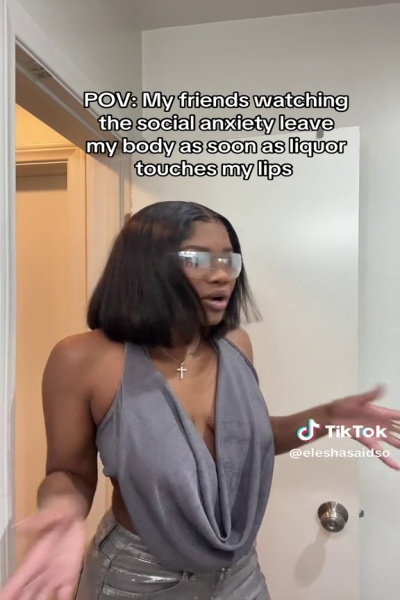 POV: My friends watching
the social anxiety leave
my body as soon as liquor
touches my lips
TikTok
@eleshasaidso